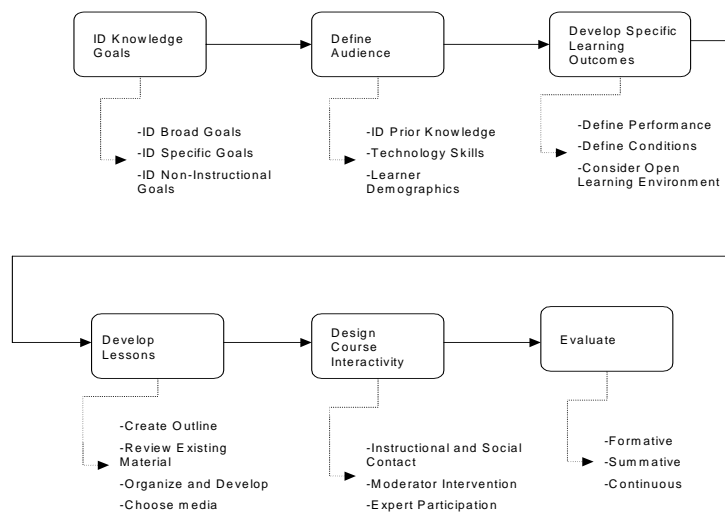 ID Knowledge
Goals
Define
Audience
Develop Specific
Learning
Outcomes
-ID Broad Goals
-ID Specific Goals
-ID Non-Instructional
Goals
-ID Prior Knowledge
-Technology Skills
-Learner
Demographics
-Define Performance
-Define Conditions
-Consider Open
Learning Environment
Develop
Lessons
Design
Course
Interactivity
Evaluate
-Create Outline
-Review Existing
Material
-Organize and Develop
-Choose media
-Instructional and Social
Contact
-Moderator Intervention
-Expert Participation
-Formative
-Summative
-Continuous